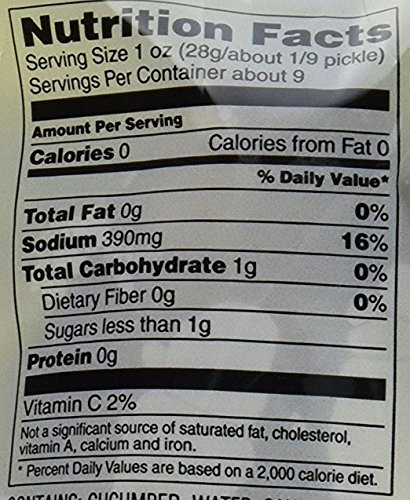 Nutrition Facts
Serving Size 1 oz (28g/about 1/9 pickle)
Servings Per Container about 9
Amount Per Serving
Calories 0 Calories from Fat 0
% Daily Value*
Total Fat 0g 0%
Sodium 390mg 16%
Total Carbohydrate 1g 0%
Dietary Fiber 0g 0%
Sugars less than 1g
Protein 0g
Vitamin C 2%
Not a significant source of saturated fat, cholesterol,
vitamin A, calcium and iron.
* Percent Daily Values are based on a 2,000 calorie diet.
CUCUMBER, WATER